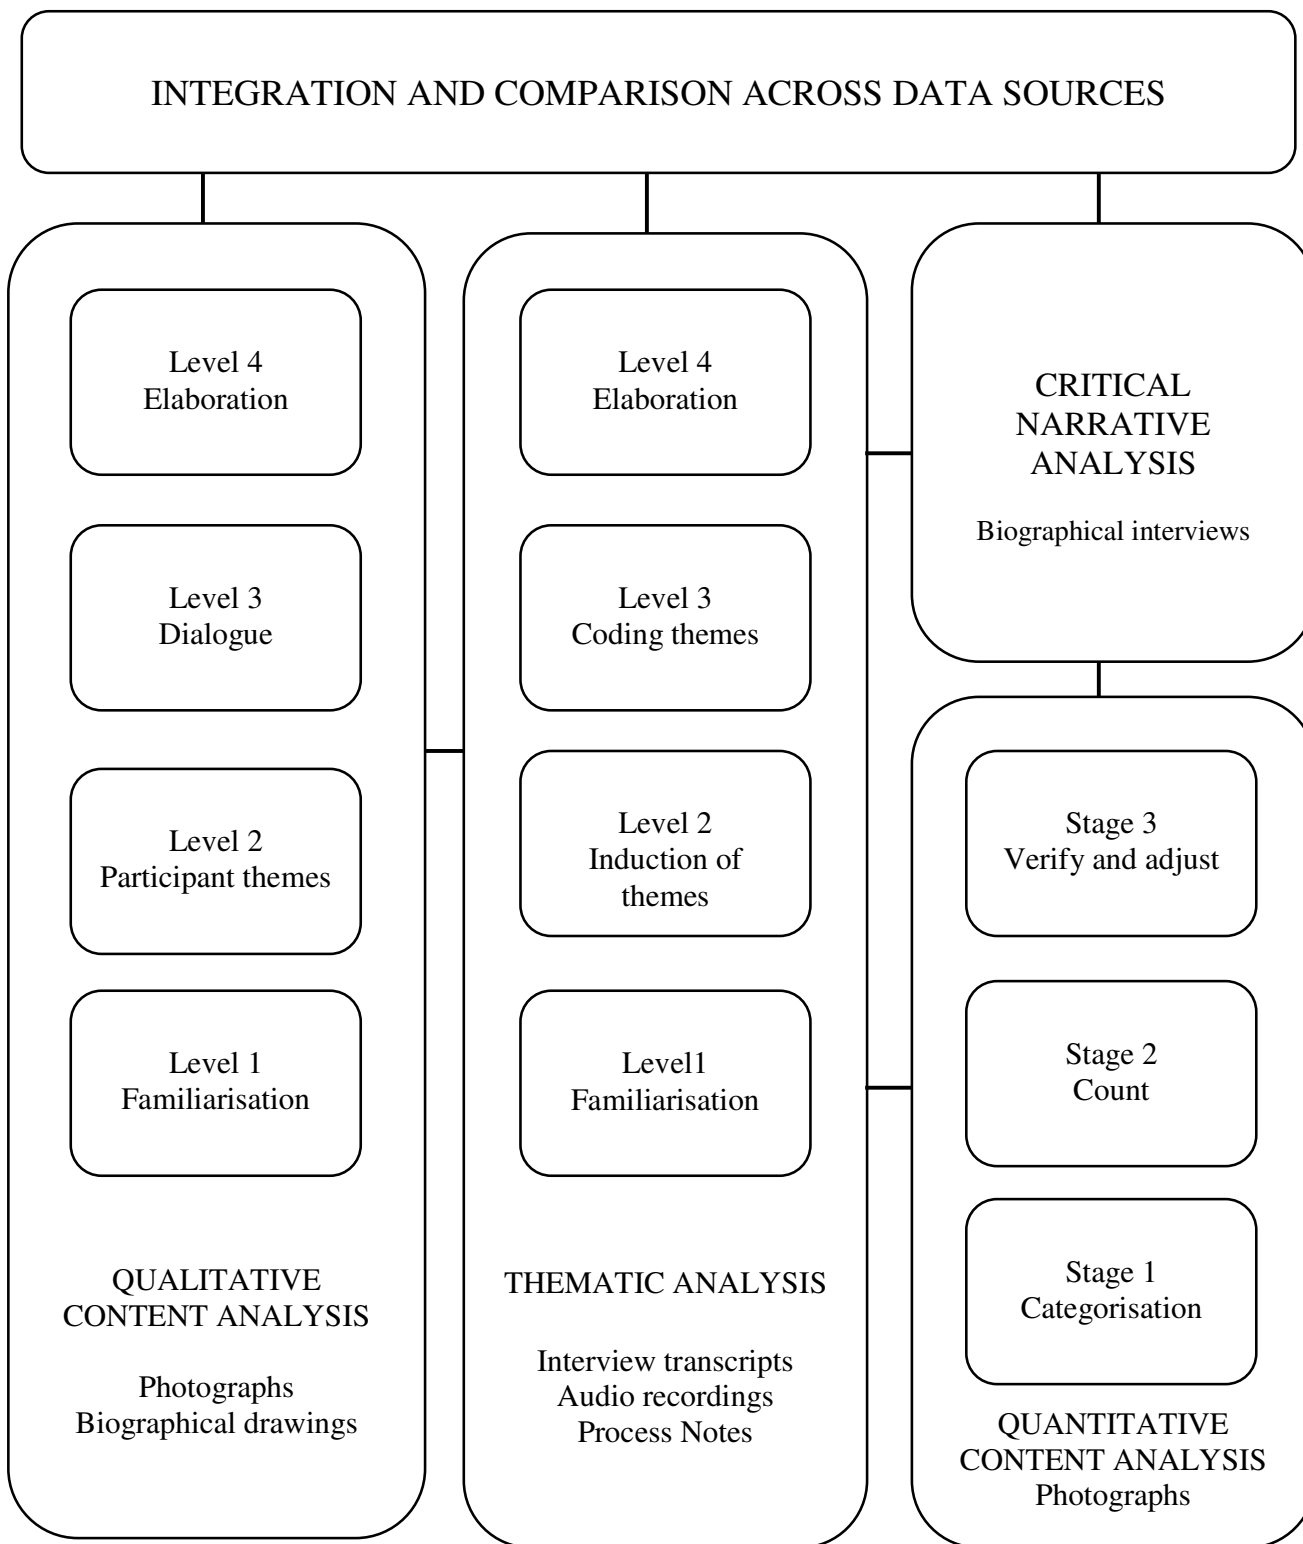 INTEGRATION AND COMPARISON ACROSS DATA SOURCES
Level 4
Elaboration
Level 3
Dialogue
Level 2
Participant themes
Level 1
Familiarisation
QUALITATIVE
CONTENT ANALYSIS
Photographs
Biographical drawings
Level 4
Elaboration
Level 3
Coding themes
Level 2
Induction of
themes
Level1
Familiarisation
THEMATIC ANALYSIS
Interview transcripts
Audio recordings
Process Notes
CRITICAL
NARRATIVE
ANALYSIS
Biographical interviews
Stage 3
Verify and adjust
Stage 2
Count
Stage 1
Categorisation
QUANTITATIVE
CONTENT ANALYSIS
Photographs